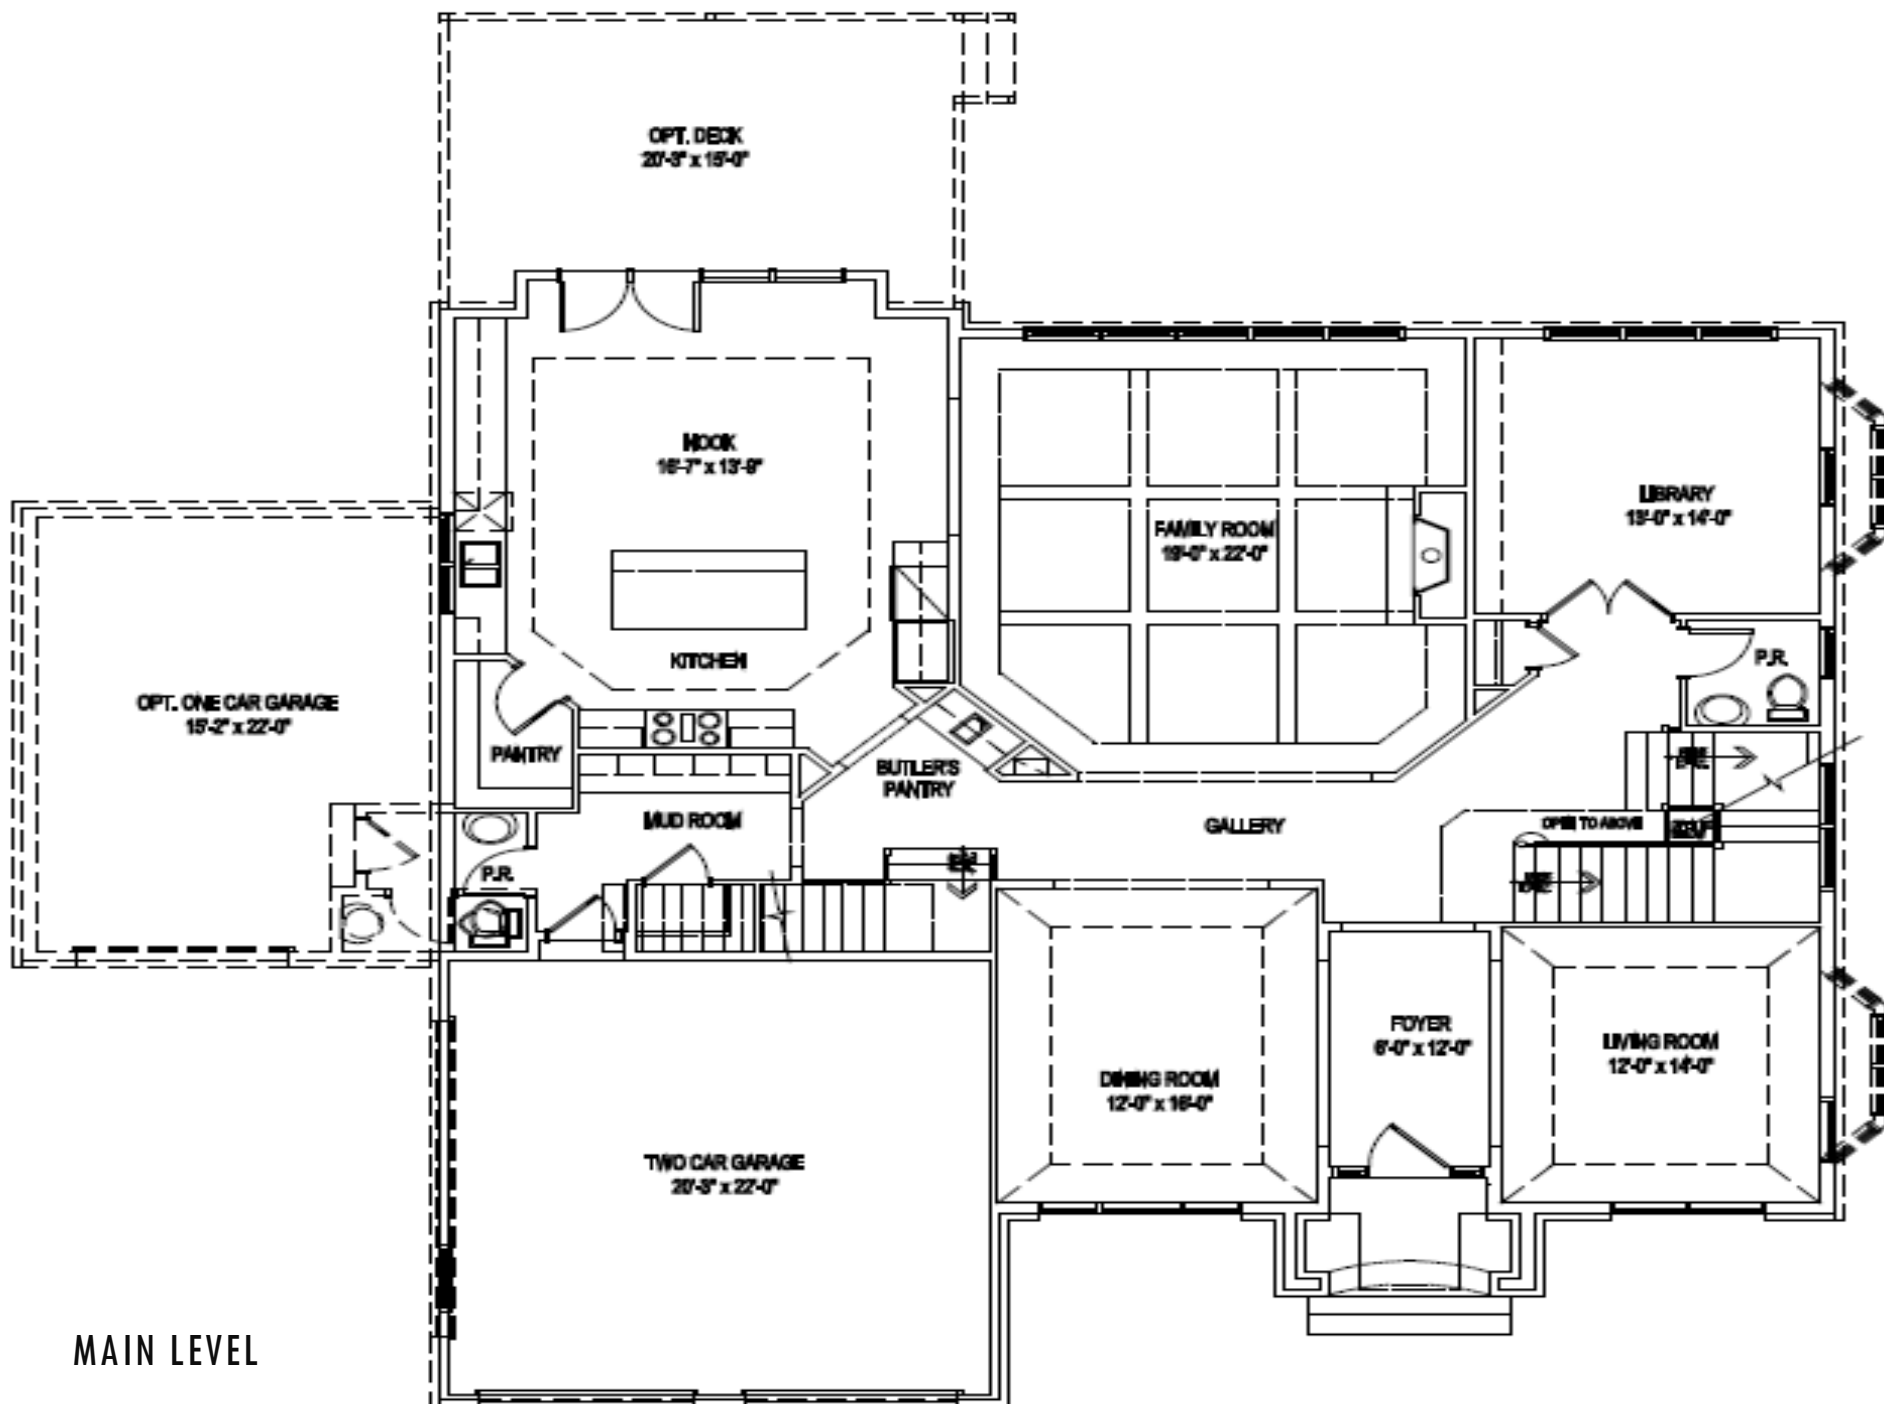 OPT. DECK
20'-3" x 15'-0"
NOOK
16'-7" x 13'-9"
LIBRARY
13'-0" x 14'-0"
FAMILY ROOM
19'-0" x 22'-0"
KITCHEN
P.R.
OPT. ONE CAR GARAGE
15'-2" x 22'-0"
PANTRY
BUTLER'S
PANTRY
MUD ROOM
GALLERY
OPEN TO ABOVE
P.R.
FOYER
6'-0" x 12'-0"
LIVING ROOM
12'-0" x 14'-0"
DINING ROOM
12'-0" x 16'-0"
TWO CAR GARAGE
20'-3" x 22'-0"
MAIN LEVEL